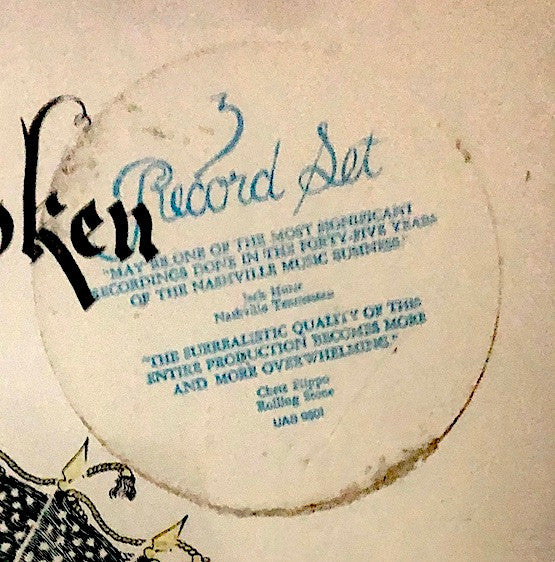 oken
3
Record Set
"MAY BE ONE OF THE MOST SIGNIFICANT
RECORDINGS DONE IN THE FORTY-FIVE YEARS
OF THE NASHVILLE MUSIC BUSINESS."
Jack Hurst
Nashville Tennessean
"THE SURREALISTIC QUALITY OF THIS
ENTIRE PRODUCTION BECOMES MORE
AND MORE OVERWHELMING."
Chet Flippo
Rolling Stone
UAS 9801